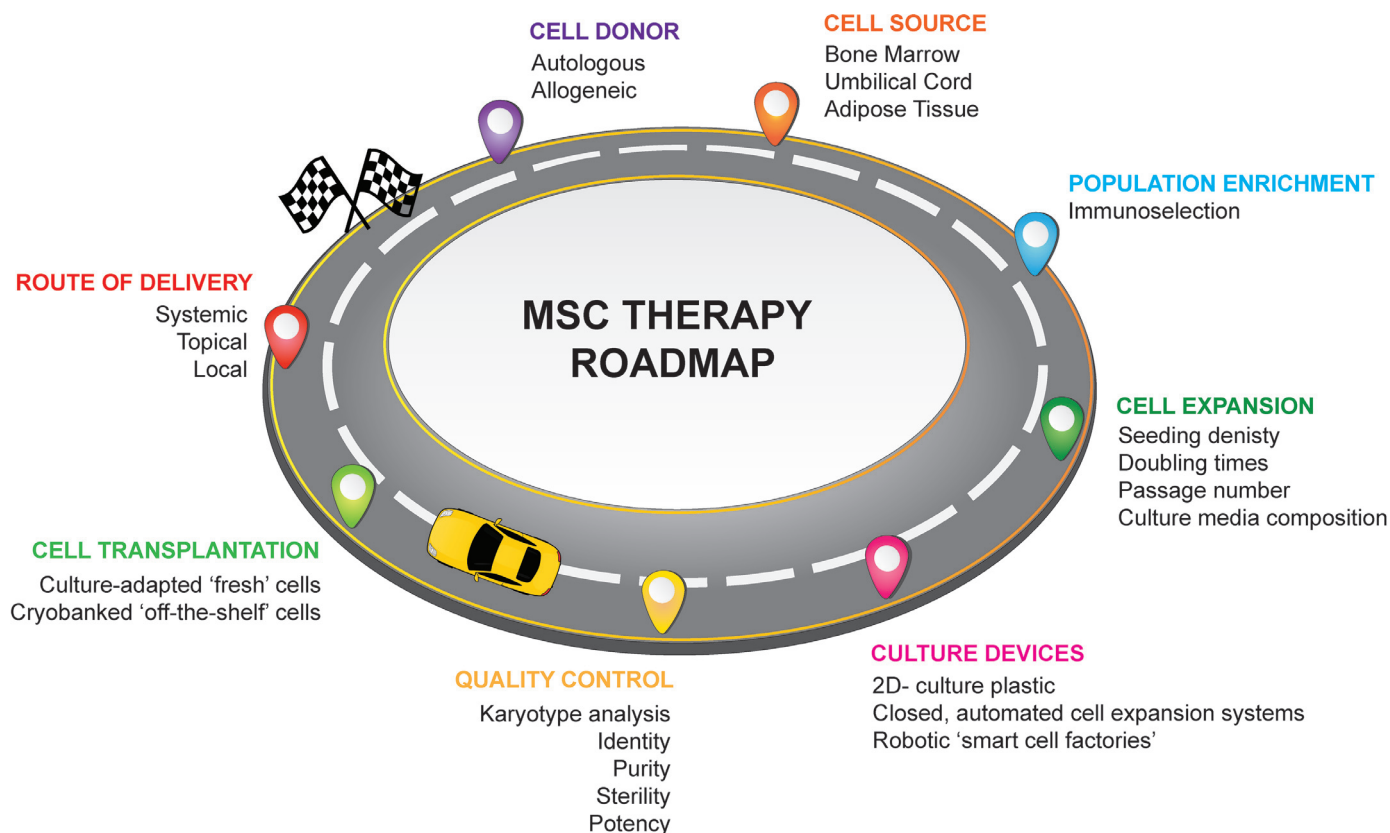 CELL DONOR
Autologous
Allogeneic
CELL SOURCE
Bone Marrow
Umbilical Cord
Adipose Tissue
POPULATION ENRICHMENT
Immunoselection
MSC THERAPY
ROADMAP
ROUTE OF DELIVERY
Systemic
Topical
Local
CELL EXPANSION
Seeding denisty
Doubling times
Passage number
Culture media composition
CELL TRANSPLANTATION
Culture-adapted ‘fresh’ cells
Cryobanked ‘off-the-shelf’ cells
CULTURE DEVICES
2D- culture plastic
Closed, automated cell expansion systems
Robotic ‘smart cell factories’
QUALITY CONTROL
Karyotype analysis
Identity
Purity
Sterility
Potency